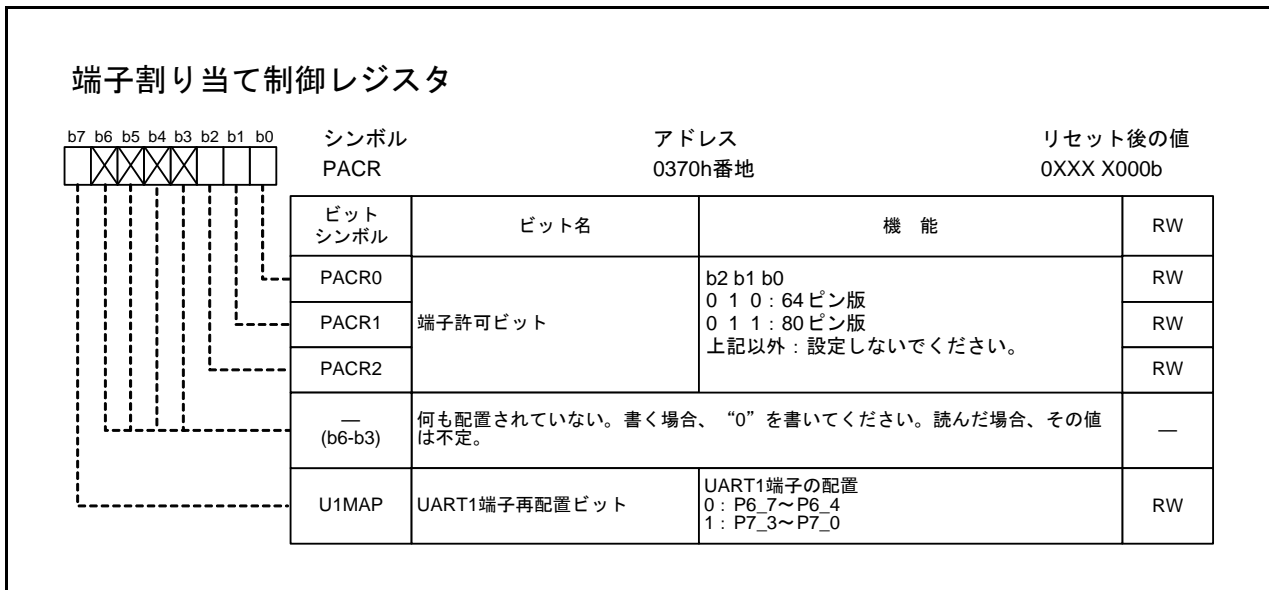 端子割り当て制御レジスタ
b7 b6 b5 b4 b3 b2 b1 b0
シンボル アドレス リセット後の値
PACR 0370h番地 0XXX X000b
ビット
シンボル
ビット名
機 能
RW
PACR0
PACR1
PACR2
端子許可ビット
b2 b1 b0
0 1 0:64ピン版
0 1 1:80ピン版
上記以外:設定しないでください。
RW
RW
RW
―
(b6-b3)
何も配置されていない。書く場合、“0”を書いてください。読んだ場合、その値
は不定。
―
U1MAP
UART1端子再配置ビット
UART1端子の配置
0:P6_7~P6_4
1:P7_3~P7_0
RW